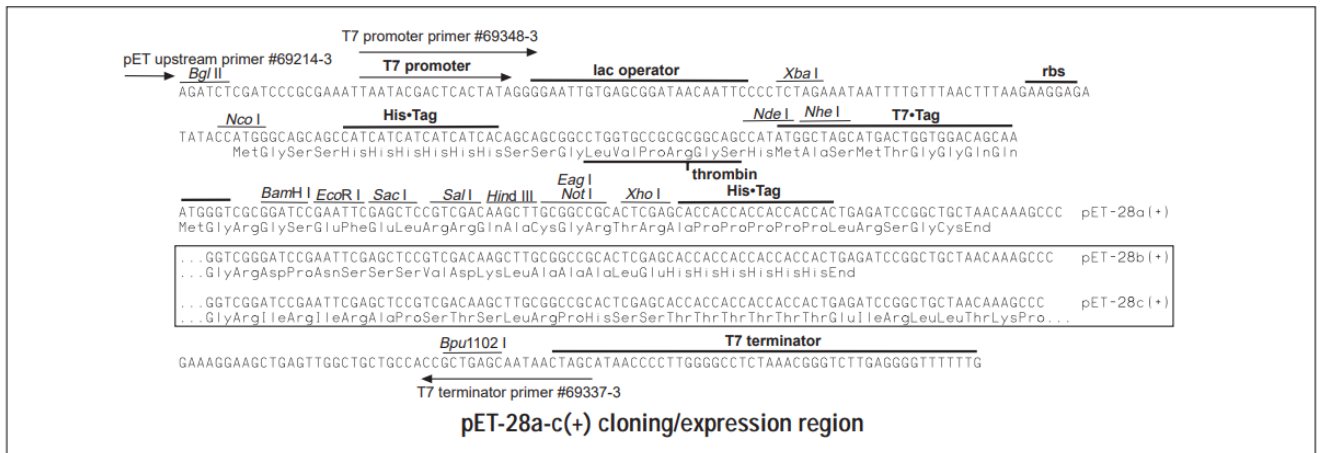 T7 promoter primer #69348-3
pET upstream primer #69214-3
Bgl II
T7 promoter
lac operator
Xba I
rbs
AGATCTCGATCCCGCGAAATTAATACGACTCACTATAGGGGAATTGTGAGCGGATAACAATTCCCCTCTAGAAATAATTTTGTTTAACTTTAAGAAGGAGA
Nco I
His•Tag
Nde I
Nhe I
T7•Tag
TATACCATGGGCAGCAGCCATCATCATCATCATCACAGCAGCGGCCTGGTGCCGCGCGGCAGCCATATGGCTAGCATGACTGGTGGACAGCAA
MetGlySerSerHisHisHisHisHisHisSerSerGlyLeuValProArgGlySerHisMetAlaSerMetThrGlyGlyGlnGln
thrombin
BamH I
EcoR I
Sac I
Sal I
Hind III
Eag I
Not I
Xho I
His•Tag
ATGGGTCGCGGATCCGAATTCGAGCTCCGTCGACAAGCTTGCGGCCGCACTCGAGCACCACCACCACCACCACTGAGATCCGGCTGCTAACAAAGCCC pET-28a(+)
MetGlyArgGlySerGluPheGluLeuArgArgGlnAlaCysGlyArgThrArgAlaProProProProProLeuArgSerGlyCysEnd
...GGTCGGGATCCGAATTCGAGCTCCGTCGACAAGCTTGCGGCCGCACTCGAGCACCACCACCACCACCACTGAGATCCGGCTGCTAACAAAGCCC pET-28b(+)
...GlyArgAspProAsnSerSerSerValAspLysLeuAlaAlaAlaLeuGluHisHisHisHisHisHisEnd
...GGTCGGATCCGAATTCGAGCTCCGTCGACAAGCTTGCGGCCGCACTCGAGCACCACCACCACCACCACTGAGATCCGGCTGCTAACAAAGCCC pET-28c(+)
...GlyArgIleArgIleArgAlaProSerThrSerLeuArgProHisSerSerThrThrThrThrThrThrGluIleArgLeuLeuThrLysPro...
Bpu1102 I
T7 terminator
GAAAGGAAGCTGAGTTGGCTGCTGCCACCGCTGAGCAATAACTAGCATAACCCCTTGGGGCCTCTAAACGGGTCTTGAGGGGTTTTTTG
T7 terminator primer #69337-3
pET-28a-c(+) cloning/expression region